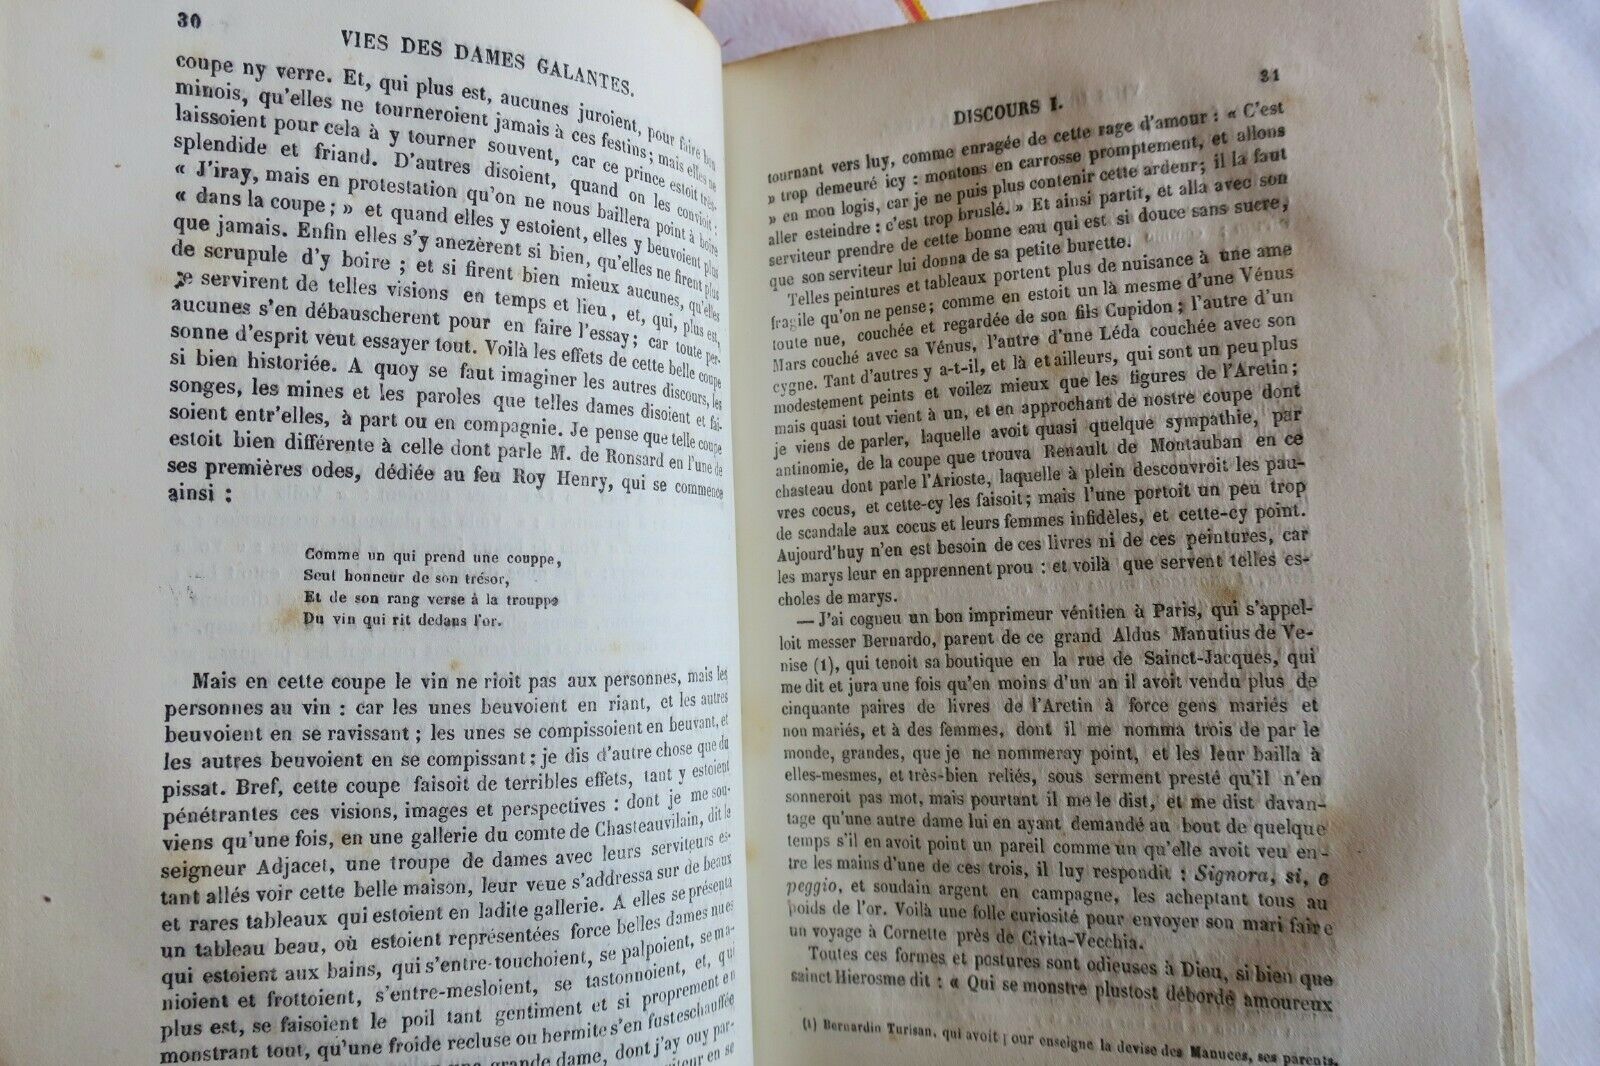 30
VIES DES DAMES GALANTES.
coupe ny verre. Et, qui plus est, aucunes juroient, pour faire bon
minois, qu'elles ne tourneroient jamais à ces festins; mais elles ne
laissoient pour cela à y tourner souvent, car ce prince estoit très-
splendide et friand. D'autres disoient, quand on les convioit :
« J'iray, mais en protestation qu'on ne nous baillera point à boire
« dans la coupe; » et quand elles y estoient, elles y beuvoient plus
que jamais. Enfin elles s'y anezèrent si bien, qu'elles ne firent plus
de scrupule d'y boire ; et si firent bien mieux aucunes, qu'elles
se servirent de telles visions en temps et lieu, et, qui, plus est,
aucunes s'en débauscherent pour en faire l'essay; car toute per-
sonne d'esprit veut essayer tout. Voilà les effets de cette belle coupe
si bien historiée. A quoy se faut imaginer les autres discours, les
songes, les mines et les paroles que telles dames disoient et fai-
soient entr'elles, à part ou en compagnie. Je pense que telle coupe
estoit bien différente à celle dont parle M. de Ronsard en l'une de
ses premières odes, dédiée au feu Roy Henry, qui se commence
ainsi :
Comme un qui prend une couppe,
Seul honneur de son trésor,
Et de son rang verse à la trouppe
Du vin qui rit dedans l'or.
Mais en cette coupe le vin ne rioit pas aux personnes, mais les
personnes au vin : car les unes beuvoient en riant, et les autres
beuvoient en se ravissant ; les unes se compissoient en beuvant, et
les autres beuvoient en se compissant : je dis d'autre chose que du
pissat. Bref, cette coupe faisoit de terribles effets, tant y estoient
pénétrantes ces visions, images et perspectives : dont je me sou-
viens qu'une fois, en une gallerie du comte de Chasteauvilain, dit le
seigneur Adjacet, une troupe de dames avec leurs serviteurs es-
tant allés voir cette belle maison, leur veue s'addressa sur de beaux
et rares tableaux qui estoient en ladite gallerie. A elles se présenta
un tableau beau, où estoient représentées force belles dames nues
qui estoient aux bains, qui s'entre-touchoient, se palpoient, se ma-
nioient et frottoient, s'entre-mesloient, se tastonnoient, et, qui
plus est, se faisoient le poil tant gentiment et si proprement en
monstrant tout, qu'une froide recluse ou hermite s'en fusteschauffée
grande dame, dont j'ay ouy par-
viteur en se
31
DISCOURS I.
tournant vers luy, comme enragée de cette rage d'amour : « C'est
» trop demeuré icy : montons en carrosse promptement, et allons
» en mon logis, car je ne puis plus contenir cette ardeur; il la faut
aller esteindre : c'est trop bruslé. » Et ainsi partit, et alla avec son
serviteur prendre de cette bonne eau qui est si douce sans sucre,
que son serviteur lui donna de sa petite burette.
Telles peintures et tableaux portent plus de nuisance à une ame
fragile qu'on ne pense; comme en estoit un là mesme d'une Vénus
toute nue, couchée et regardée de son fils Cupidon; l'autre d'un
Mars couché avec sa Vénus, l'autre d'une Léda couchée avec son
cygne. Tant d'autres y a-t-il, et là et ailleurs, qui sont un peu plus
modestement peints et voilez mieux que les figures de l'Aretin;
mais quasi tout vient à un, et en approchant de nostre coupe dont
je viens de parler, laquelle avoit quasi quelque sympathie, par
antinomie, de la coupe que trouva Renault de Montauban en ce
chasteau dont parle l'Arioste, laquelle à plein descouvroit les pau-
vres cocus, et cette-cy les faisoit; mais l'une portoit un peu trop
de scandale aux cocus et leurs femmes infidèles, et cette-cy point.
Aujourd'huy n'en est besoin de ces livres ni de ces peintures, car
les marys leur en apprennent prou : et voilà que servent telles es-
choles de marys.
— J'ai cogneu un bon imprimeur vénitien à Paris, qui s'appel-
loit messer Bernardo, parent de ce grand Aldus Manutius de Ve-
nise (1), qui tenoit sa boutique en la rue de Sainct-Jacques, qui
me dit et jura une fois qu'en moins d'un an il avoit vendu plus de
cinquante paires de livres de l'Aretin à force gens mariés et
non mariés, et à des femmes, dont il me nomma trois de par le
monde, grandes, que je ne nommeray point, et les leur bailla à
elles-mesmes, et très-bien reliés, sous serment presté qu'il n'en
sonneroit pas mot, mais pourtant il me le dist, et me dist davan-
tage qu'une autre dame lui en ayant demandé au bout de quelque
temps s'il en avoit point un pareil comme un qu'elle avoit veu en-
tre les mains d'une de ces trois, il luy respondit : Signora, si, e
peggio, et soudain argent en campagne, les acheptant tous au
poids de l'or. Voilà une folle curiosité pour envoyer son mari faire
un voyage à Cornette près de Civita-Vecchia.
Toutes ces formes et postures sont odieuses à Dieu, si bien que
sainct Hierosme dit : « Qui se monstre plustost débordé amoureux
(1) Bernardin Turisan, qui avoit pour enseigne la devise des Manuces, ses parents.